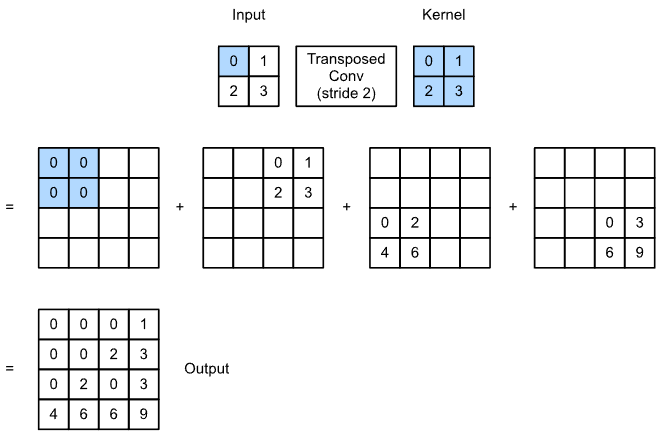 Input Kernel
0 1 Transposed 0 1
Conv
2 3 (stride 2) 2 3
0 0 0 1
0 0 2 3
= + + +
0 2 0 3
4 6 6 9
0 0 0 1
0 0 2 3
= Output
0 2 0 3
4 6 6 9